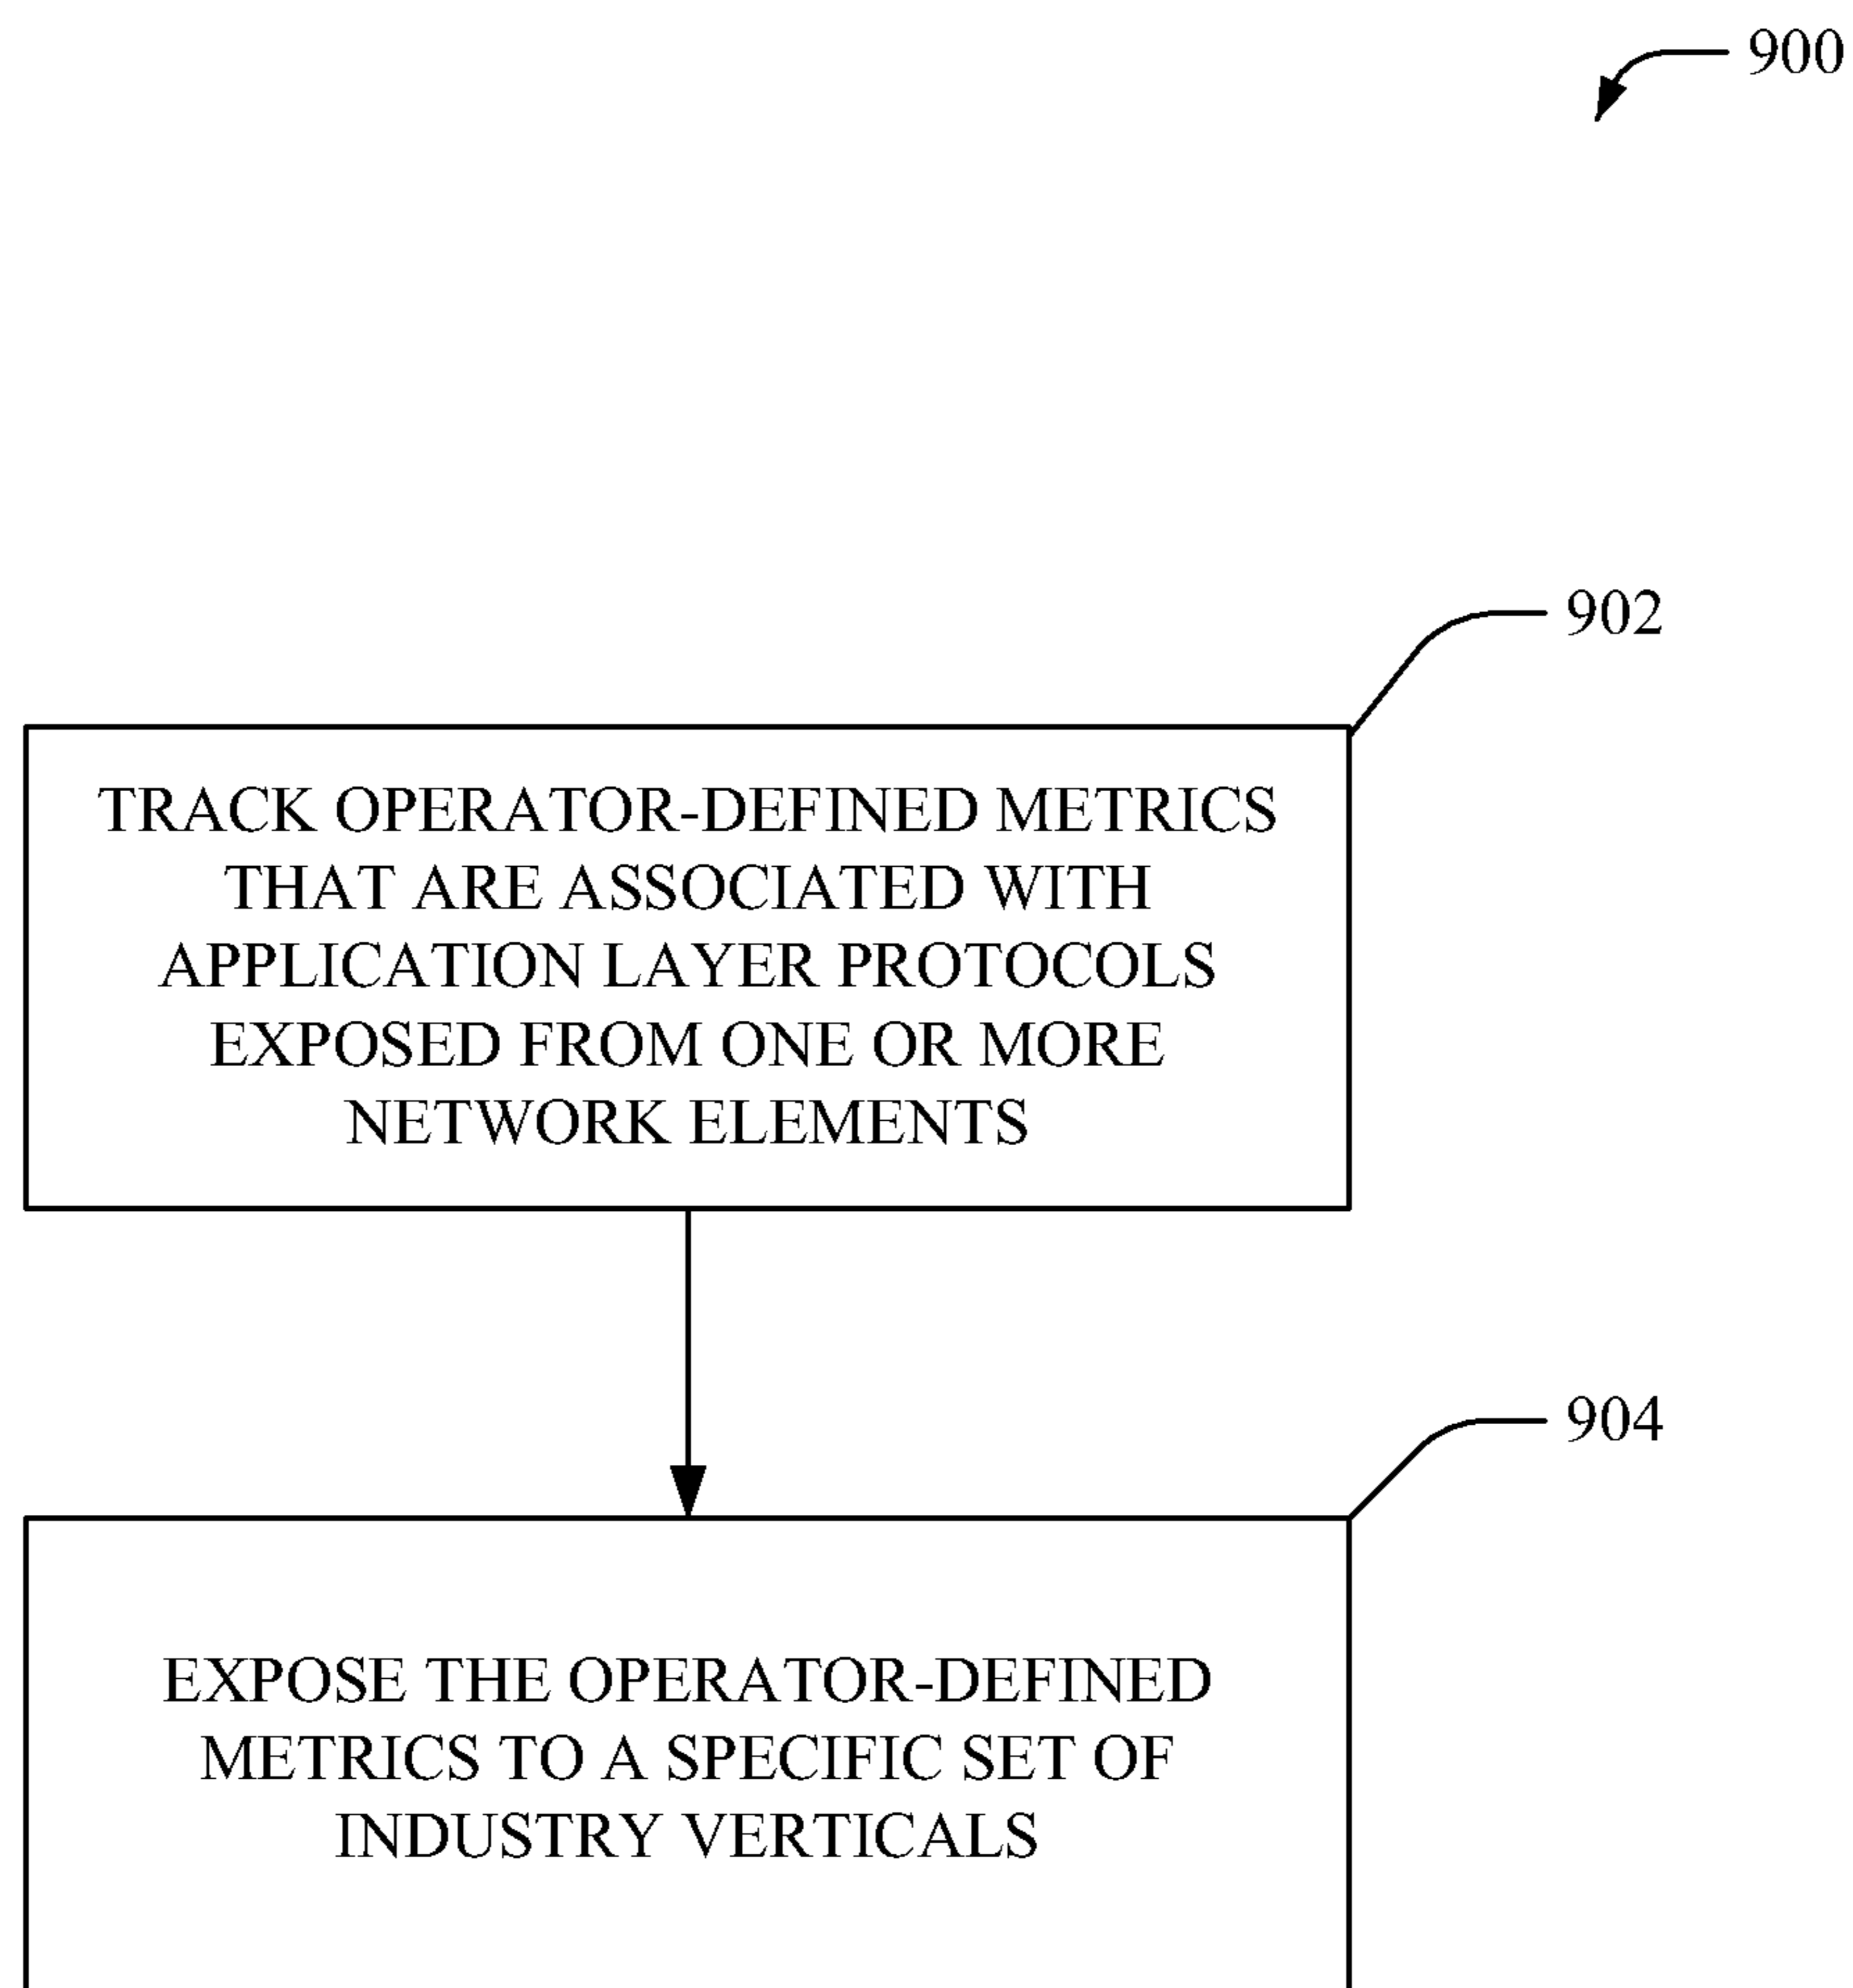 900
902
TRACK OPERATOR-DEFINED METRICS
THAT ARE ASSOCIATED WITH
APPLICATION LAYER PROTOCOLS
EXPOSED FROM ONE OR MORE
NETWORK ELEMENTS
904
EXPOSE THE OPERATOR-DEFINED
METRICS TO A SPECIFIC SET OF
INDUSTRY VERTICALS